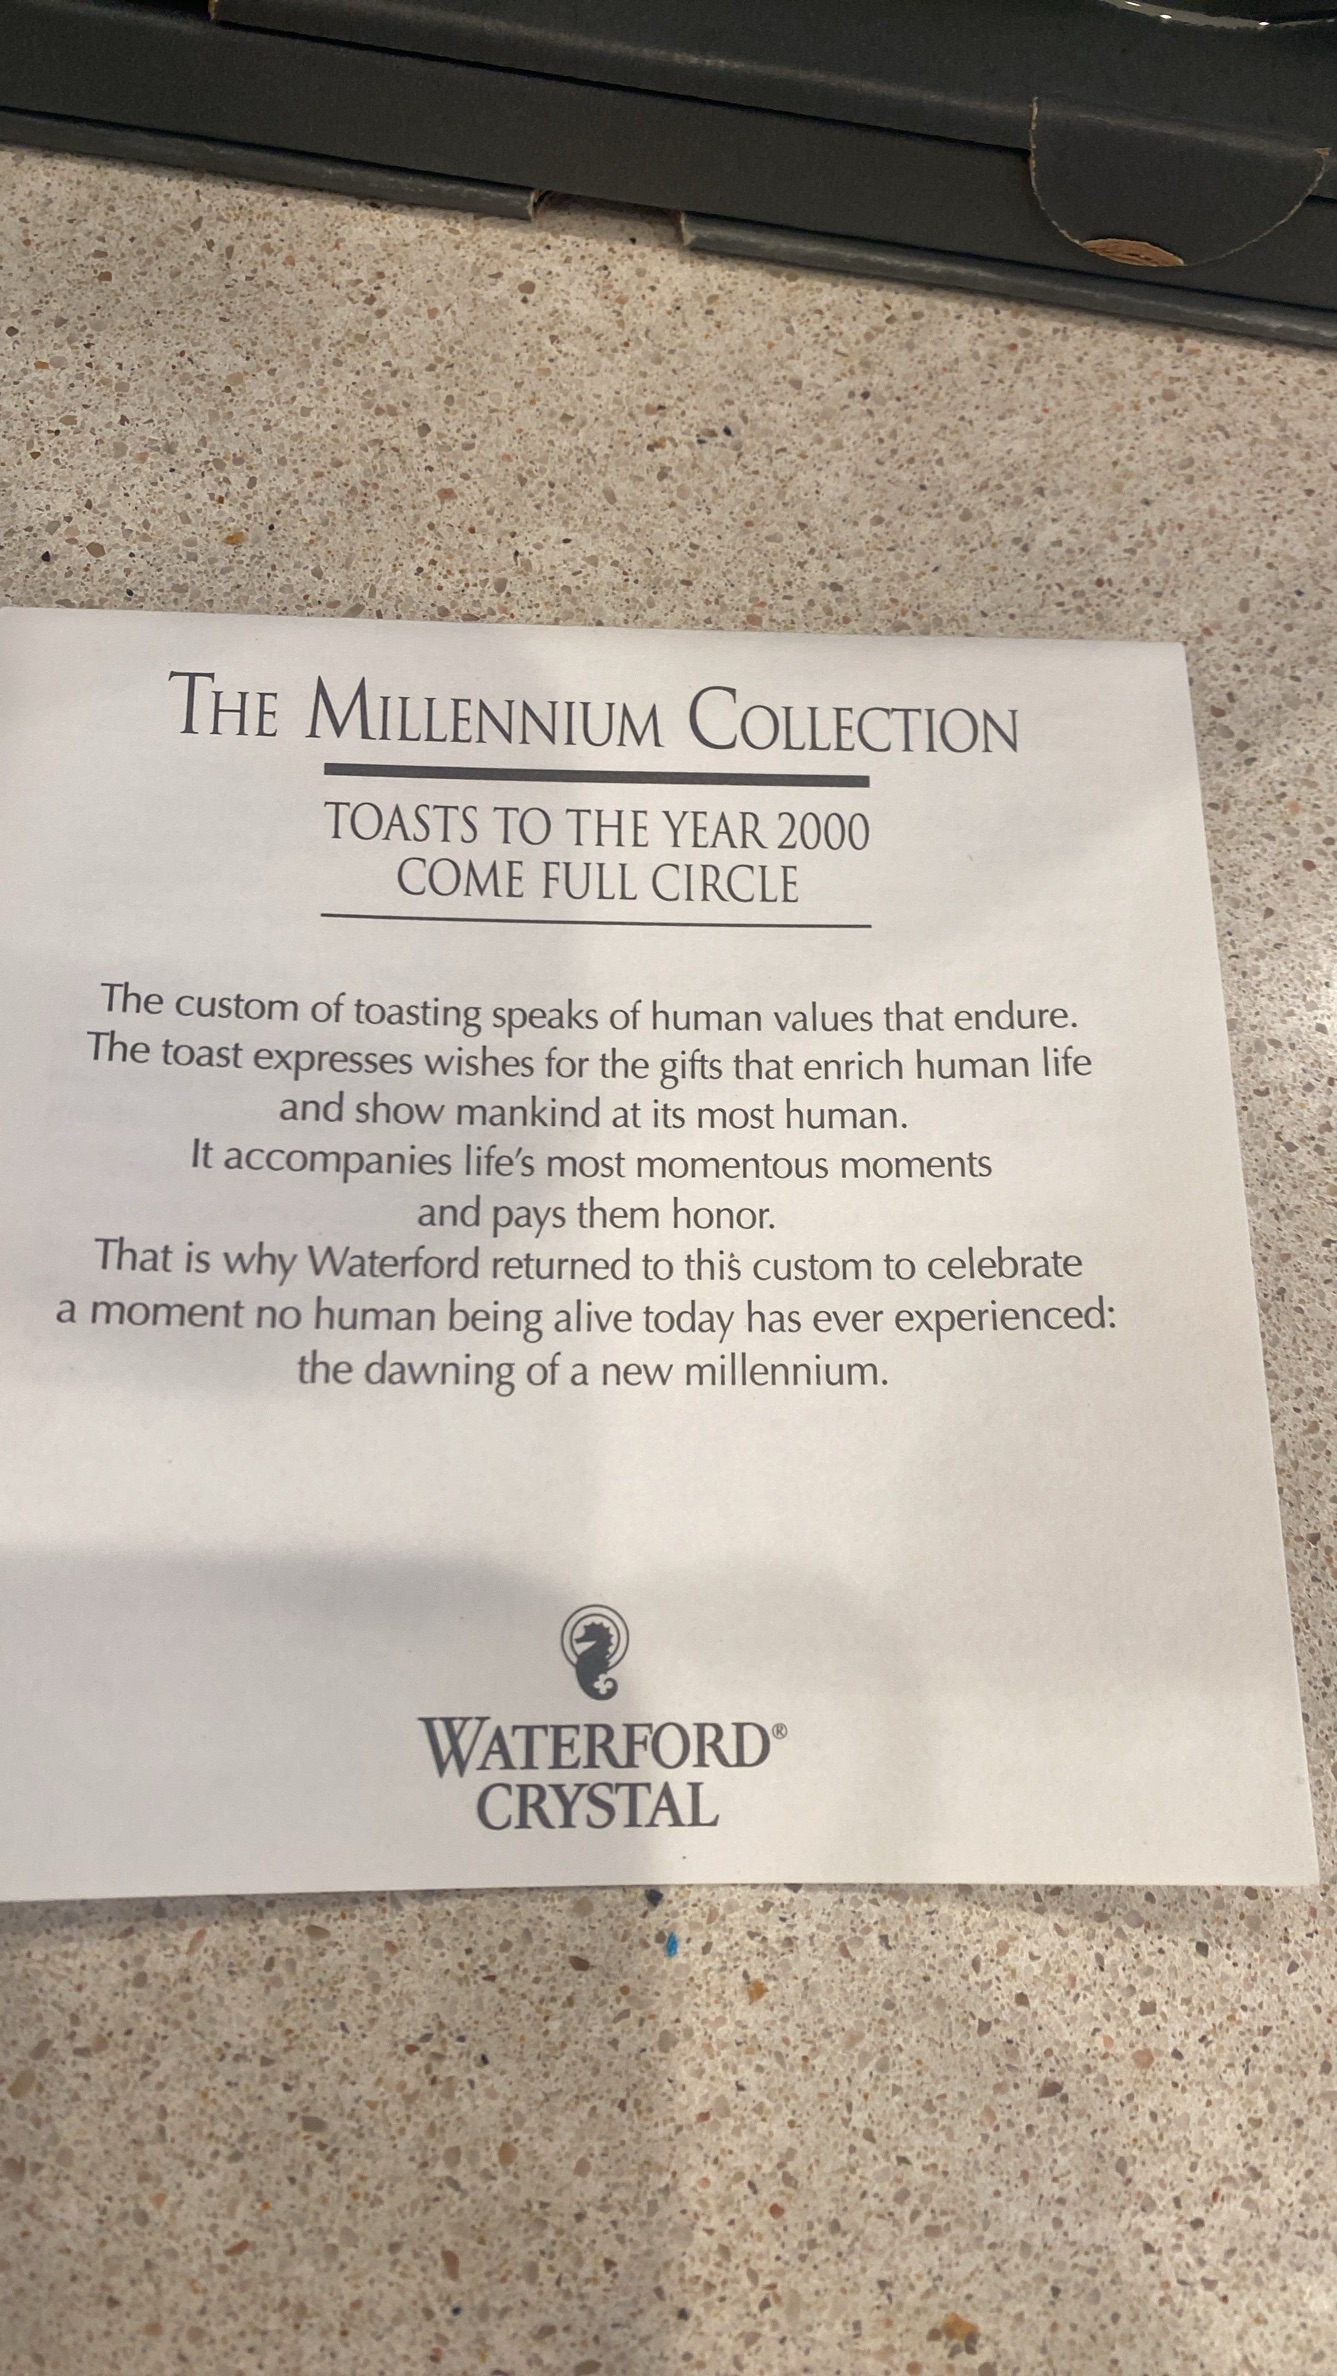 THE MILLENNIUM COLLECTION
TOASTS TO THE YEAR 2000
COME FULL CIRCLE
The custom of toasting speaks of human values that endure.
The toast expresses wishes for the gifts that enrich human life
and show mankind at its most human.
It accompanies life's most momentous moments
and pays them honor.
That is why Waterford returned to this custom to celebrate
a moment no human being alive today has ever experienced:
the dawning of a new millennium.
WATERFORD®
CRYSTAL